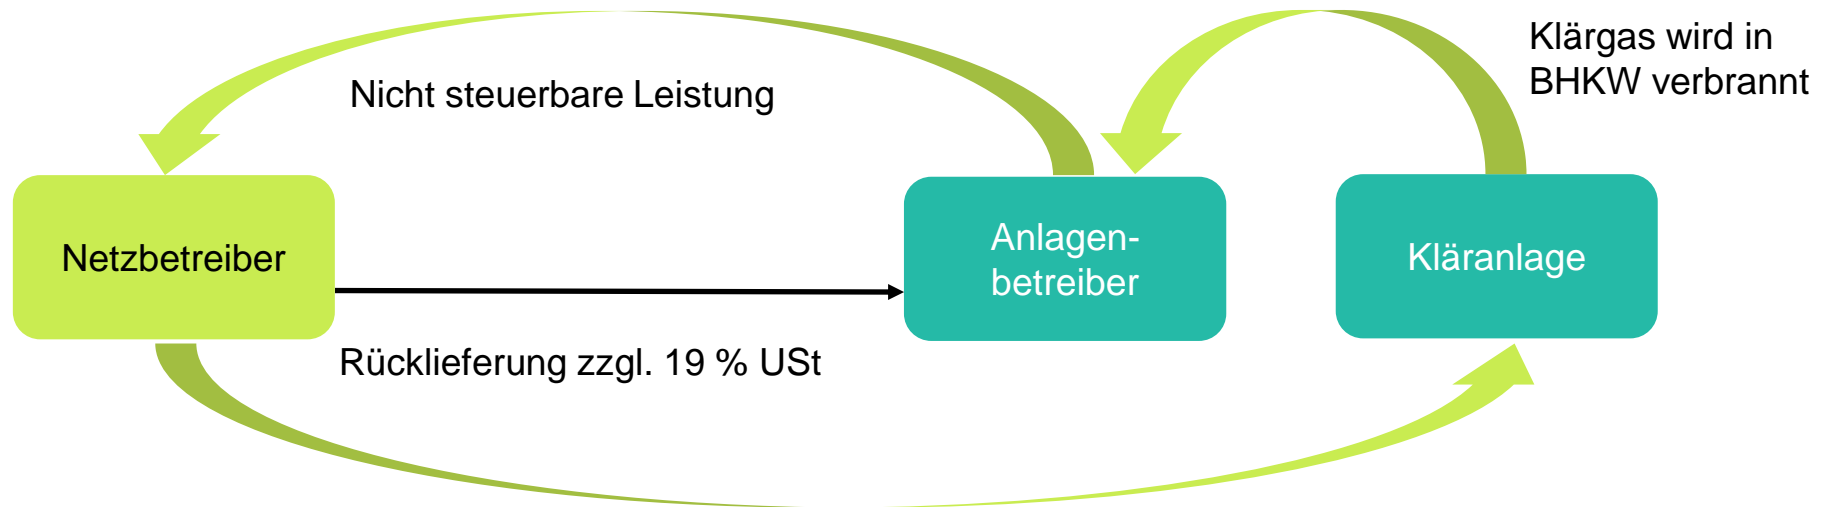 Klärgas wird in
BHKW verbrannt
Nicht steuerbare Leistung
Netzbetreiber
Anlagen-
betreiber
Kläranlage
Rücklieferung zzgl. 19 % USt